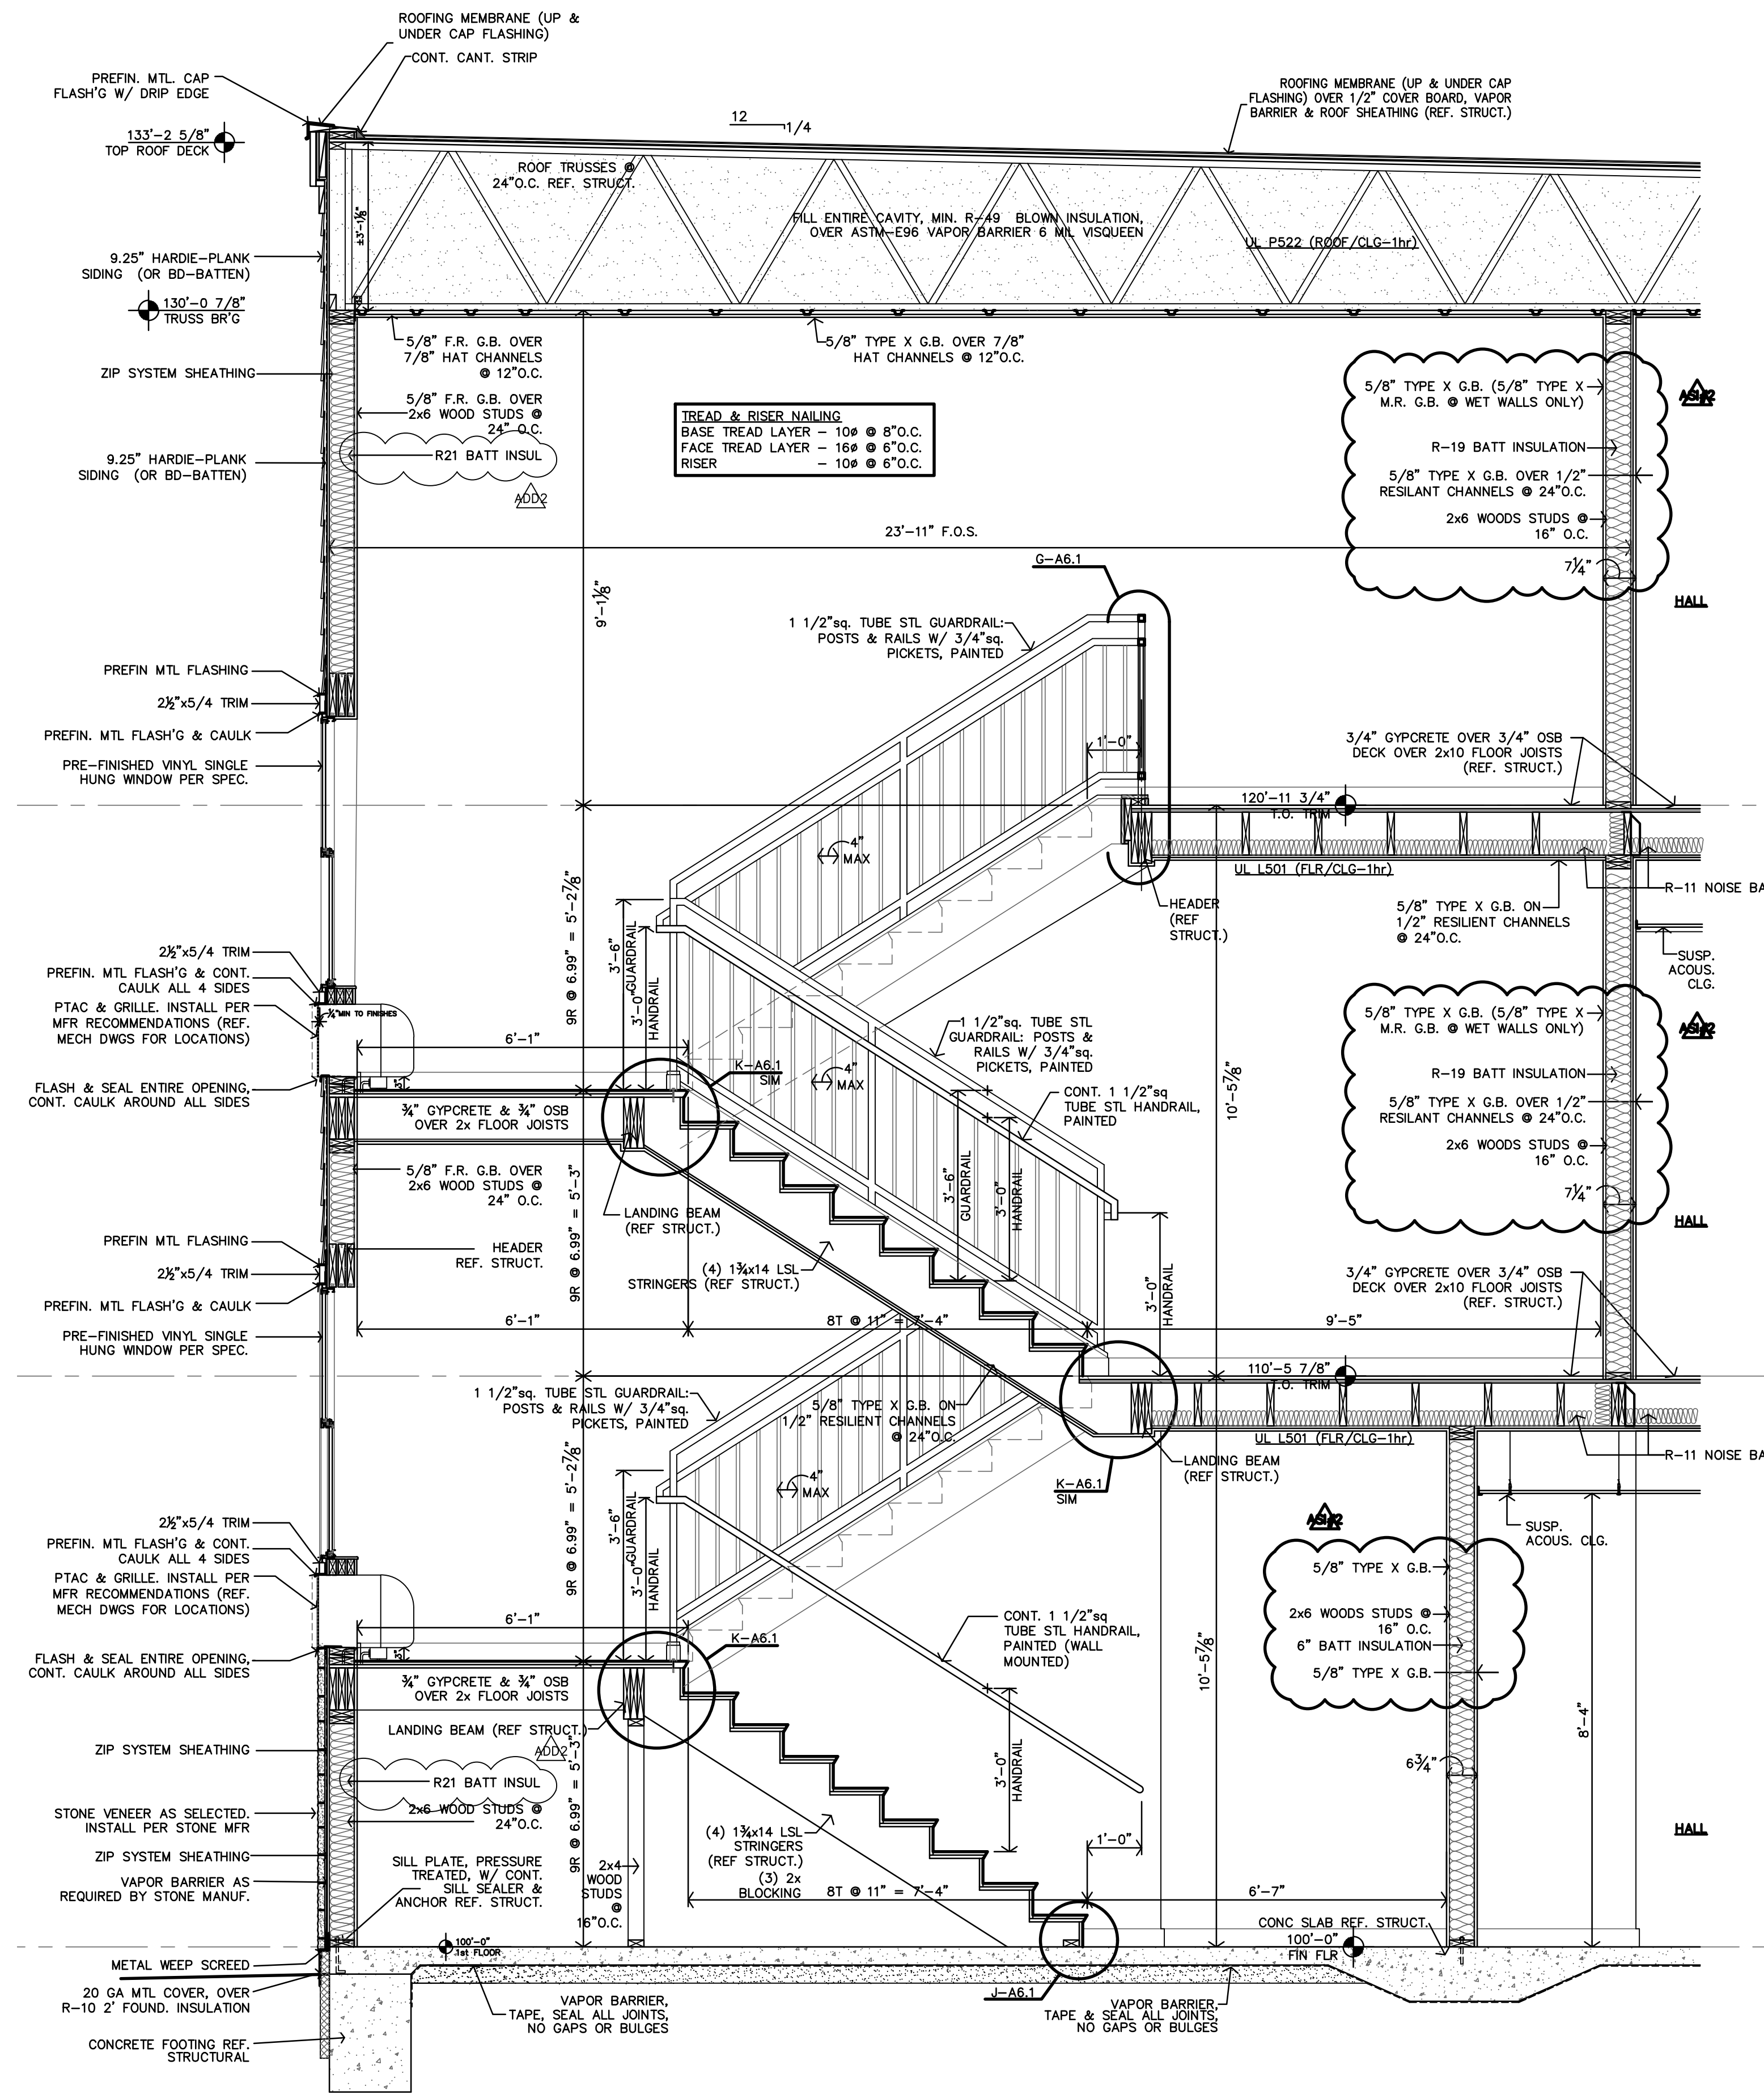 ROOFING MEMBRANE (UP &
UNDER CAP FLASHING)
CONT. CANT. STRIP
PREFIN. MTL. CAP
FLASH'G W/ DRIP EDGE
133'-2 5/8"
TOP ROOF DECK
12
1/4
ROOFING MEMBRANE (UP & UNDER CAP
FLASHING) OVER 1/2" COVER BOARD, VAPOR
BARRIER & ROOF SHEATHING (REF. STRUCT.)
ROOF TRUSSES @
24"O.C. REF. STRUCT.
±3'-1⅛"
FILL ENTIRE CAVITY, MIN. R-49 BLOWN INSULATION,
OVER ASTM-E96 VAPOR BARRIER 6 MIL VISQUEEN
UL P522 (ROOF/CLG-1hr)
9.25" HARDIE-PLANK
SIDING (OR BD-BATTEN)
130'-0 7/8"
TRUSS BR'G
5/8" F.R. G.B. OVER
7/8" HAT CHANNELS
@ 12"O.C.
5/8" TYPE X G.B. OVER 7/8"
HAT CHANNELS @ 12"O.C.
ZIP SYSTEM SHEATHING
5/8" F.R. G.B. OVER
2x6 WOOD STUDS @
24" O.C.
R21 BATT INSUL
ADD2
9.25" HARDIE-PLANK
SIDING (OR BD-BATTEN)
TREAD & RISER NAILING
BASE TREAD LAYER - 10ø @ 8"O.C.
FACE TREAD LAYER - 16ø @ 6"O.C.
RISER - 10ø @ 6"O.C.
5/8" TYPE X G.B. (5/8" TYPE X
M.R. G.B. @ WET WALLS ONLY)
R-19 BATT INSULATION
5/8" TYPE X G.B. OVER 1/2"
RESILANT CHANNELS @ 24"O.C.
2x6 WOODS STUDS @
16" O.C.
7¼"
HALL
23'-11" F.O.S.
G-A6.1
9'-1⅛"
1 1/2"sq. TUBE STL GUARDRAIL:
POSTS & RAILS W/ 3/4"sq.
PICKETS, PAINTED
PREFIN MTL FLASHING
2½"x5/4 TRIM
PREFIN. MTL FLASH'G & CAULK
PRE-FINISHED VINYL SINGLE
HUNG WINDOW PER SPEC.
1'-0"
3/4" GYPCRETE OVER 3/4" OSB
DECK OVER 2x10 FLOOR JOISTS
(REF. STRUCT.)
120'-11 3/4"
T.O. TRIM
4"
MAX
UL L501 (FLR/CLG-1hr)
R-11 NOISE BA
HEADER
(REF
STRUCT.)
5/8" TYPE X G.B. ON
1/2" RESILIENT CHANNELS
@ 24"O.C.
SUSP.
ACOUS.
CLG.
2½"x5/4 TRIM
PREFIN. MTL FLASH'G & CONT.
CAULK ALL 4 SIDES
PTAC & GRILLE. INSTALL PER
MFR RECOMMENDATIONS (REF.
MECH DWGS FOR LOCATIONS)
¼"MIN TO FINISHES
9R @ 6.99" = 5'-2⅞"
3'-6"
GUARDRAIL
3'-0"
HANDRAIL
6'-1"
K-A6.1
SIM
4"
MAX
1 1/2"sq. TUBE STL
GUARDRAIL: POSTS &
RAILS W/ 3/4"sq.
PICKETS, PAINTED
CONT. 1 1/2"sq
TUBE STL HANDRAIL,
PAINTED
10'-5⅞"
5/8" TYPE X G.B. (5/8" TYPE X
M.R. G.B. @ WET WALLS ONLY)
R-19 BATT INSULATION
5/8" TYPE X G.B. OVER 1/2"
RESILANT CHANNELS @ 24"O.C.
2x6 WOODS STUDS @
16" O.C.
7¼"
HALL
FLASH & SEAL ENTIRE OPENING,
CONT. CAULK AROUND ALL SIDES
3"
¾" GYPCRETE & ¾" OSB
OVER 2x FLOOR JOISTS
5/8" F.R. G.B. OVER
2x6 WOOD STUDS @
24" O.C.
9R @ 6.99" = 5'-3"
LANDING BEAM
(REF STRUCT.)
3'-6"
GUARDRAIL
3'-0"
HANDRAIL
PREFIN MTL FLASHING
2½"x5/4 TRIM
PREFIN. MTL FLASH'G & CAULK
PRE-FINISHED VINYL SINGLE
HUNG WINDOW PER SPEC.
HEADER
REF. STRUCT.
(4) 1¾x14 LSL
STRINGERS (REF STRUCT.)
3'-0"
HANDRAIL
3/4" GYPCRETE OVER 3/4" OSB
DECK OVER 2x10 FLOOR JOISTS
(REF. STRUCT.)
6'-1"
8T @ 11" = 7'-4"
9'-5"
110'-5 7/8"
T.O. TRIM
1 1/2"sq. TUBE STL GUARDRAIL:
POSTS & RAILS W/ 3/4"sq.
PICKETS, PAINTED
5/8" TYPE X G.B. ON
1/2" RESILIENT CHANNELS
@ 24"O.C.
UL L501 (FLR/CLG-1hr)
R-11 NOISE BA
LANDING BEAM
(REF STRUCT.)
K-A6.1
SIM
4"
MAX
9R @ 6.99" = 5'-2⅞"
3'-6"
GUARDRAIL
3'-0"
HANDRAIL
SUSP.
ACOUS. CLG.
2½"x5/4 TRIM
PREFIN. MTL FLASH'G & CONT.
CAULK ALL 4 SIDES
PTAC & GRILLE. INSTALL PER
MFR RECOMMENDATIONS (REF.
MECH DWGS FOR LOCATIONS)
6'-1"
K-A6.1
CONT. 1 1/2"sq
TUBE STL HANDRAIL,
PAINTED (WALL
MOUNTED)
10'-5⅞"
5/8" TYPE X G.B.
2x6 WOODS STUDS @
16" O.C.
6" BATT INSULATION
5/8" TYPE X G.B.
FLASH & SEAL ENTIRE OPENING,
CONT. CAULK AROUND ALL SIDES
3"
¾" GYPCRETE & ¾" OSB
OVER 2x FLOOR JOISTS
LANDING BEAM (REF STRUCT.)
8'-4"
ZIP SYSTEM SHEATHING
ADD2
R21 BATT INSUL
2x6 WOOD STUDS @
24"O.C.
9R @ 6.99" = 5'-3"
3'-0"
HANDRAIL
6¾"
STONE VENEER AS SELECTED.
INSTALL PER STONE MFR
ZIP SYSTEM SHEATHING
VAPOR BARRIER AS
REQUIRED BY STONE MANUF.
SILL PLATE, PRESSURE
TREATED, W/ CONT.
SILL SEALER &
ANCHOR REF. STRUCT.
2x4
WOOD
STUDS
@
16"O.C.
(4) 1¾x14 LSL
STRINGERS
(REF STRUCT.)
(3) 2x
BLOCKING
1'-0"
HALL
8T @ 11" = 7'-4"
6'-7"
CONC SLAB REF. STRUCT.
100'-0"
1st FLOOR
100'-0"
FIN FLR
METAL WEEP SCREED
20 GA MTL COVER, OVER
R-10 2' FOUND. INSULATION
CONCRETE FOOTING REF.
STRUCTURAL
VAPOR BARRIER,
TAPE, SEAL ALL JOINTS,
NO GAPS OR BULGES
J-A6.1
VAPOR BARRIER,
TAPE & SEAL ALL JOINTS,
NO GAPS OR BULGES